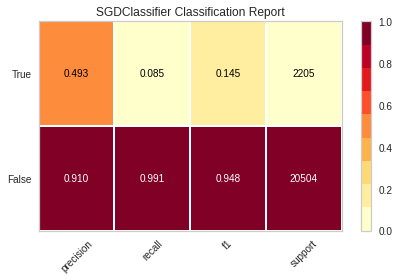 SGDClassifier Classification Report
True 0.493 0.085 0.145 2205
False 0.910 0.991 0.948 20504
precision recall f1 support
1.0
0.8
0.6
0.4
0.2
0.0